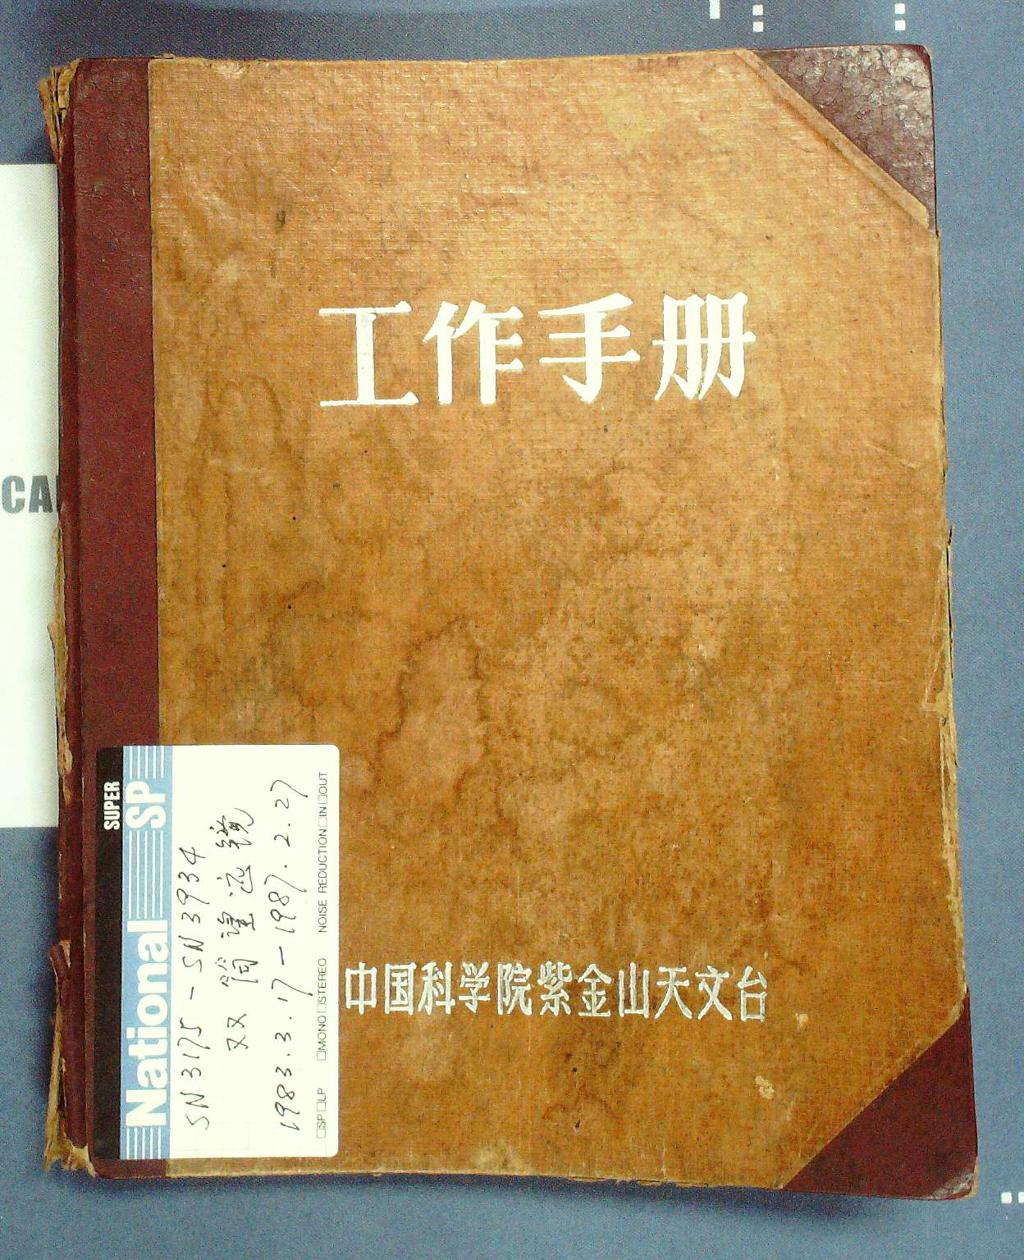 工作手册
中国科学院紫金山天文台
SUPER
National SP
SN3175-SN3934
双筒望远镜
1983.3.17-1987.2.27
□SP □LP □MONO □STEREO NOISE REDUCTION □IN □OUT
CA